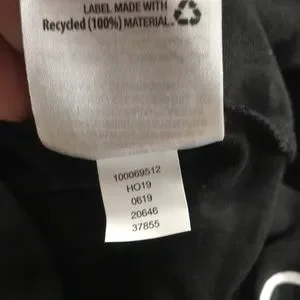 LABEL MADE WITH
Recycled (100%) MATERIAL.
100069512
HO19
0619
20646
37855